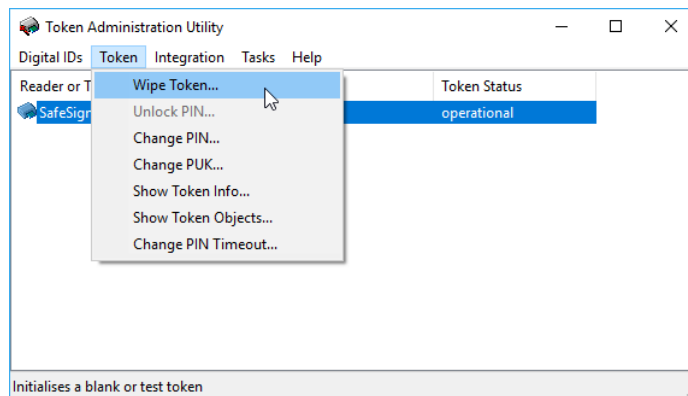 Token Administration Utility
Digital IDs Token Integration Tasks Help
Reader or T Token Status
Wipe Token...
SafeSign operational
Unlock PIN...
Change PIN...
Change PUK...
Show Token Info...
Show Token Objects...
Change PIN Timeout...
Initialises a blank or test token